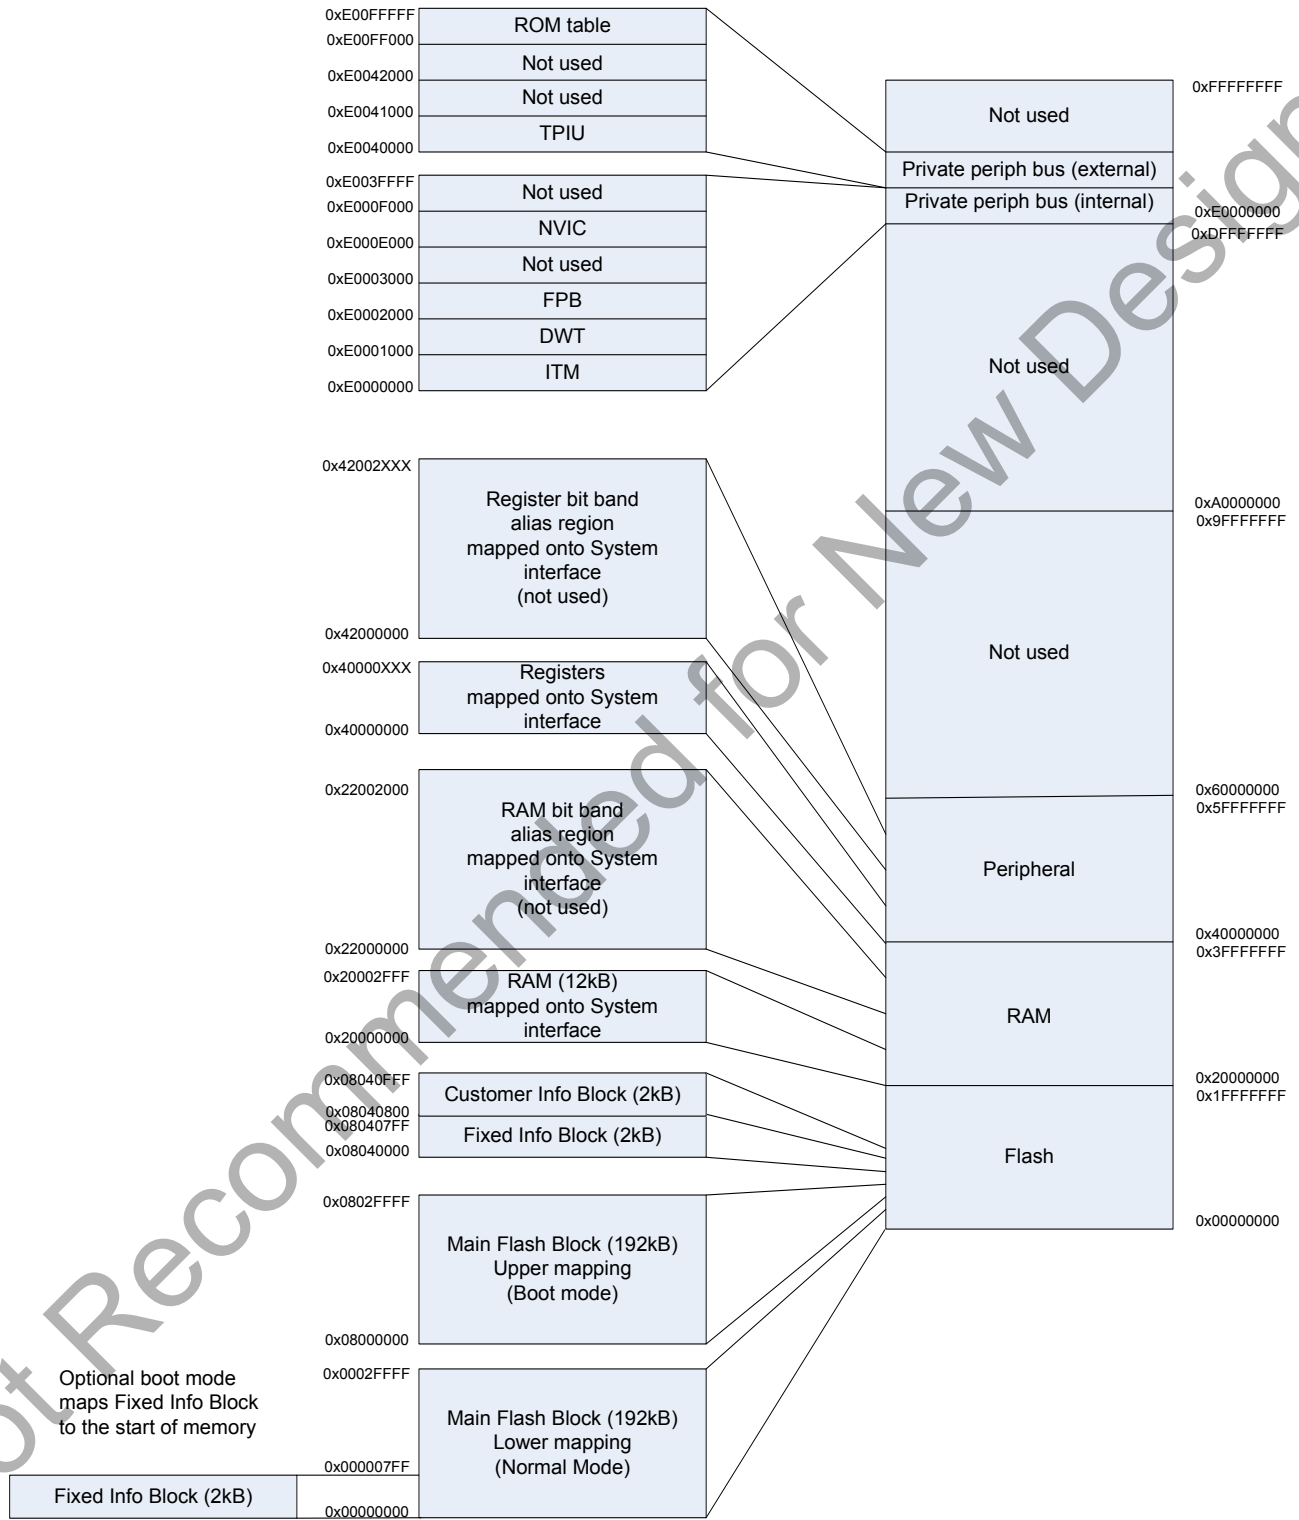 0xE00FFFFF
ROM table
0xE00FF000
Not used
0xE0042000
Not used
0xE0041000
TPIU
0xE0040000
0xE003FFFF
Not used
0xE000F000
NVIC
0xE000E000
Not used
0xE0003000
FPB
0xE0002000
DWT
0xE0001000
ITM
0xE0000000
0x42002XXX
Register bit band
alias region
mapped onto System
interface
(not used)
0x42000000
0x40000XXX
Registers
mapped onto System
interface
0x40000000
0x22002000
RAM bit band
alias region
mapped onto System
interface
(not used)
0x22000000
0x20002FFF
RAM (12kB)
mapped onto System
interface
0x20000000
0x08040FFF
Customer Info Block (2kB)
0x08040800
0x080407FF
Fixed Info Block (2kB)
0x08040000
0x0802FFFF
Main Flash Block (192kB)
Upper mapping
(Boot mode)
0x08000000
Optional boot mode
maps Fixed Info Block
to the start of memory
0x0002FFFF
Main Flash Block (192kB)
Lower mapping
(Normal Mode)
0x000007FF
Fixed Info Block (2kB)
0x00000000
0xFFFFFFFF
Not used
Private periph bus (external)
Private periph bus (internal)
0xE0000000
0xDFFFFFFF
Not used
0xA0000000
0x9FFFFFFF
Not used
0x60000000
0x5FFFFFFF
Peripheral
0x40000000
0x3FFFFFFF
RAM
0x20000000
0x1FFFFFFF
Flash
0x00000000
ot Recommended for New Design